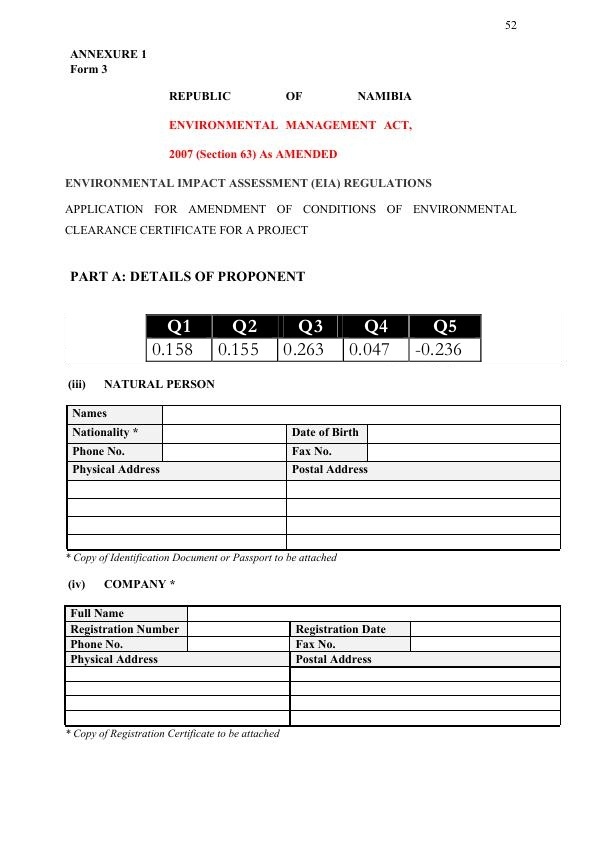 52
ANNEXURE 1
Form 3
REPUBLIC OF NAMIBIA
ENVIRONMENTAL MANAGEMENT ACT,
2007 (Section 63) As AMENDED
ENVIRONMENTAL IMPACT ASSESSMENT (EIA) REGULATIONS
APPLICATION FOR AMENDMENT OF CONDITIONS OF ENVIRONMENTAL
CLEARANCE CERTIFICATE FOR A PROJECT
PART A: DETAILS OF PROPONENT
Q1 Q2 Q3 Q4 Q5
0.158 0.155 0.263 0.047 -0.236
(iii) NATURAL PERSON
Names
Nationality * Date of Birth
Phone No. Fax No.
Physical Address Postal Address
* Copy of Identification Document or Passport to be attached
(iv) COMPANY *
Full Name
Registration Number Registration Date
Phone No. Fax No.
Physical Address Postal Address
* Copy of Registration Certificate to be attached